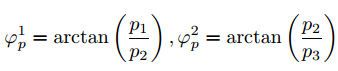 φ_p^1 = arctan(p_1/p_2), φ_p^2 = arctan(p_2/p_3)